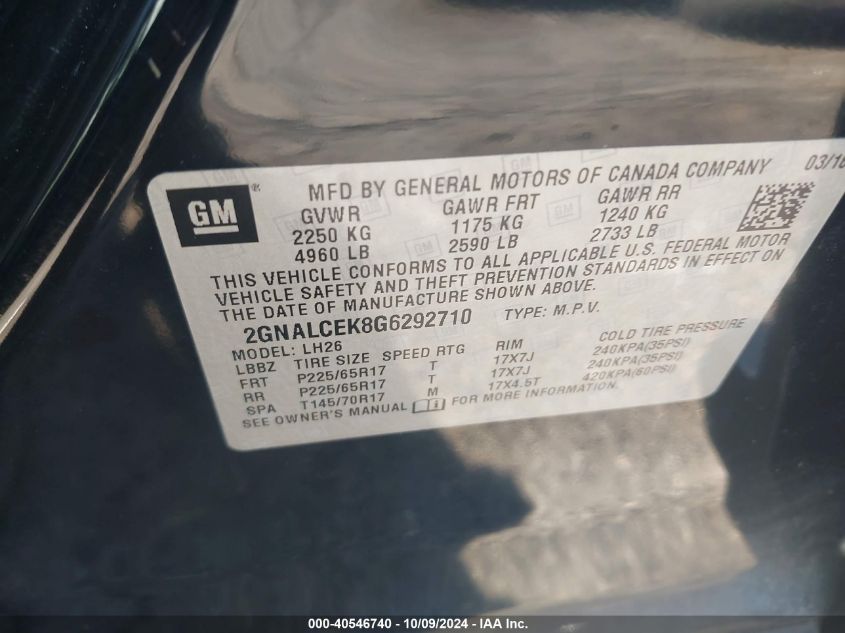 MFD BY GENERAL MOTORS OF CANADA COMPANY 03/16
GM®
GVWR GAWR FRT GAWR RR
2250 KG 1175 KG 1240 KG
4960 LB 2590 LB 2733 LB
THIS VEHICLE CONFORMS TO ALL APPLICABLE U.S. FEDERAL MOTOR
VEHICLE SAFETY AND THEFT PREVENTION STANDARDS IN EFFECT ON
THE DATE OF MANUFACTURE SHOWN ABOVE.
2GNALCEK8G6292710 TYPE: M.P.V.
MODEL: LH26
LBBZ TIRE SIZE SPEED RTG RIM COLD TIRE PRESSURE
FRT P225/65R17 T 17X7J 240KPA(35PSI)
RR P225/65R17 T 17X7J 240KPA(35PSI)
SPA T145/70R17 M 17X4.5T 420KPA(60PSI)
SEE OWNER'S MANUAL FOR MORE INFORMATION.
000-40546740 - 10/09/2024 - IAA Inc.